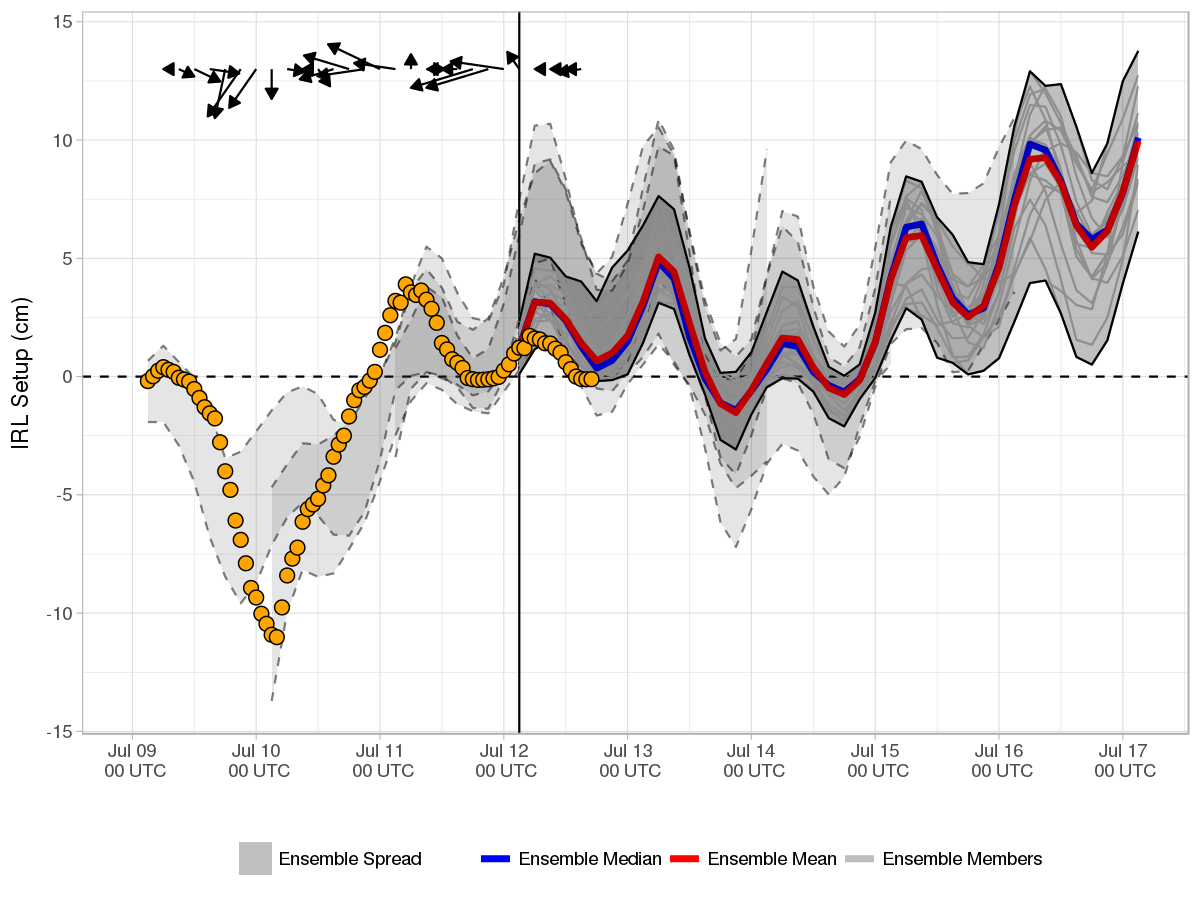 15
10
5
0
-5
-10
-15
IRL Setup (cm)
Jul 09
00 UTC
Jul 10
00 UTC
Jul 11
00 UTC
Jul 12
00 UTC
Jul 13
00 UTC
Jul 14
00 UTC
Jul 15
00 UTC
Jul 16
00 UTC
Jul 17
00 UTC
Ensemble Spread
Ensemble Median
Ensemble Mean
Ensemble Members